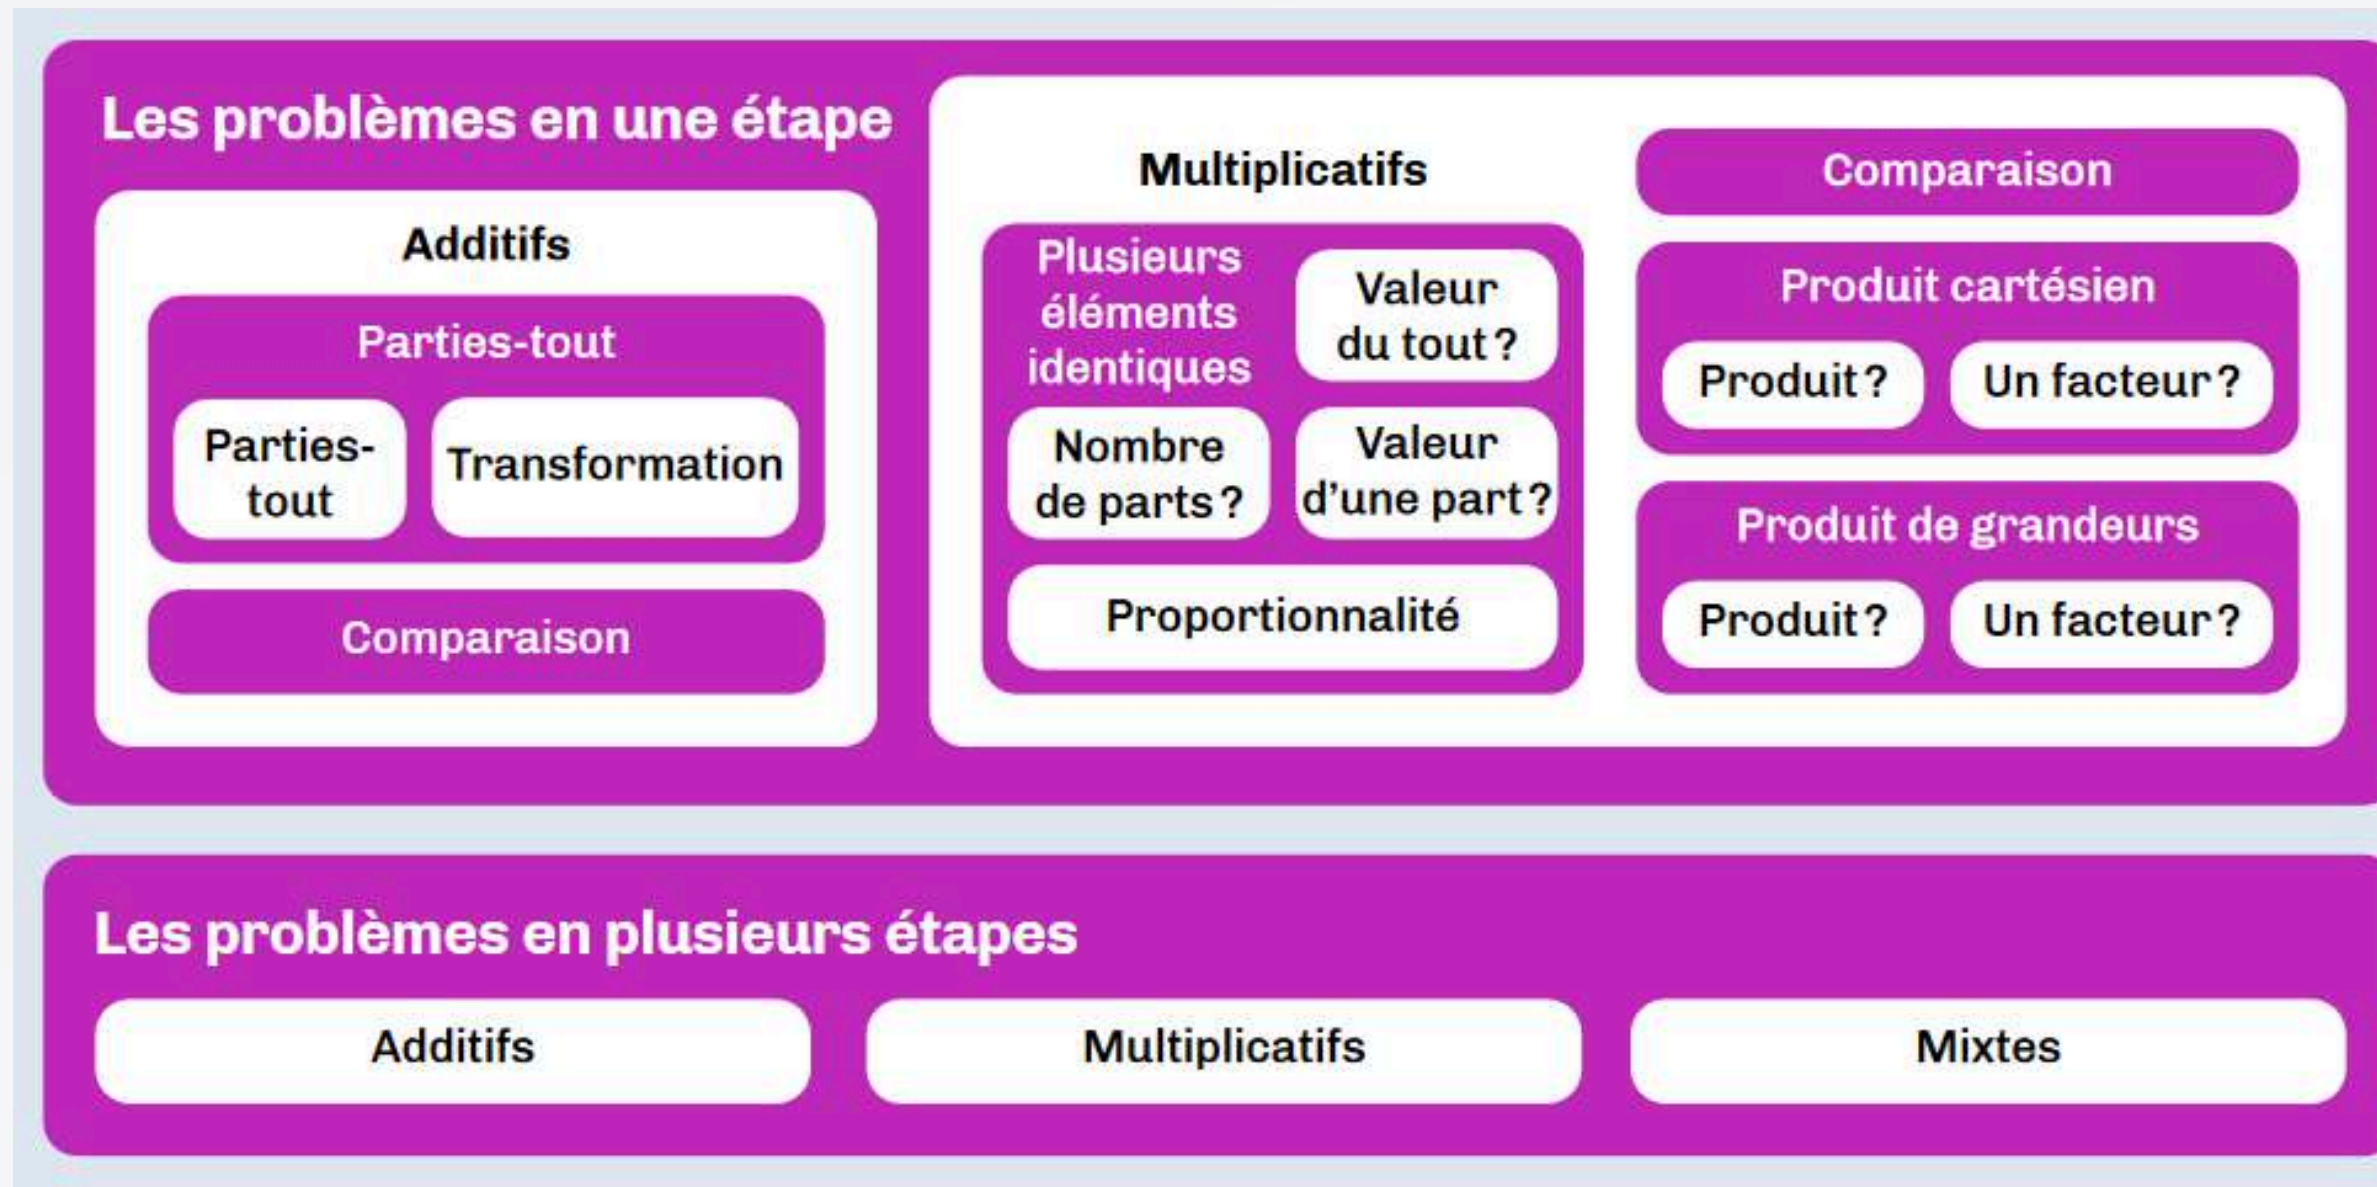 Les problèmes en une étape
Additifs
Parties-tout
Parties-
tout
Transformation
Comparaison
Multiplicatifs
Plusieurs
éléments
identiques
Valeur
du tout ?
Nombre
de parts ?
Valeur
d'une part ?
Proportionnalité
Comparaison
Produit cartésien
Produit ?
Un facteur ?
Produit de grandeurs
Produit ?
Un facteur ?
Les problèmes en plusieurs étapes
Additifs
Multiplicatifs
Mixtes